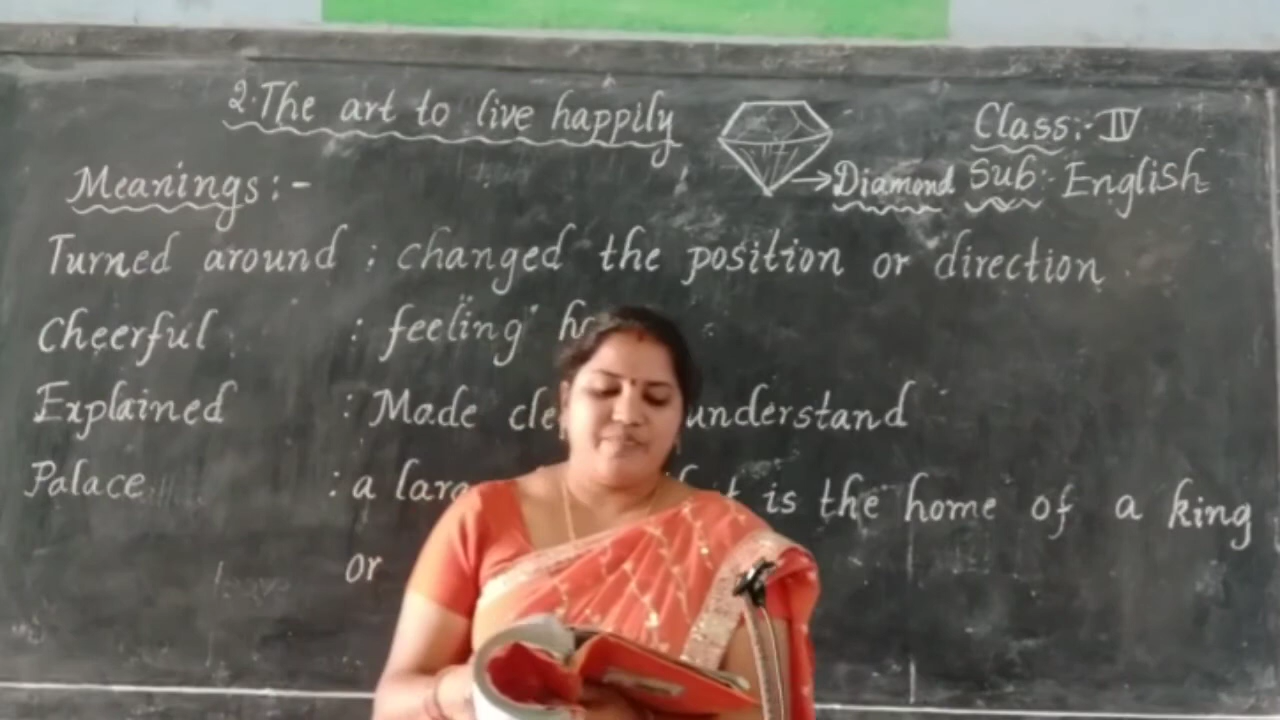 2. The art to live happily
Class:- IV
Diamond
Sub:- English
Meanings :-
Turned around : changed the position or direction
Cheerful : feeling
Explained : Made understand
Palace : a is the home of a king
or